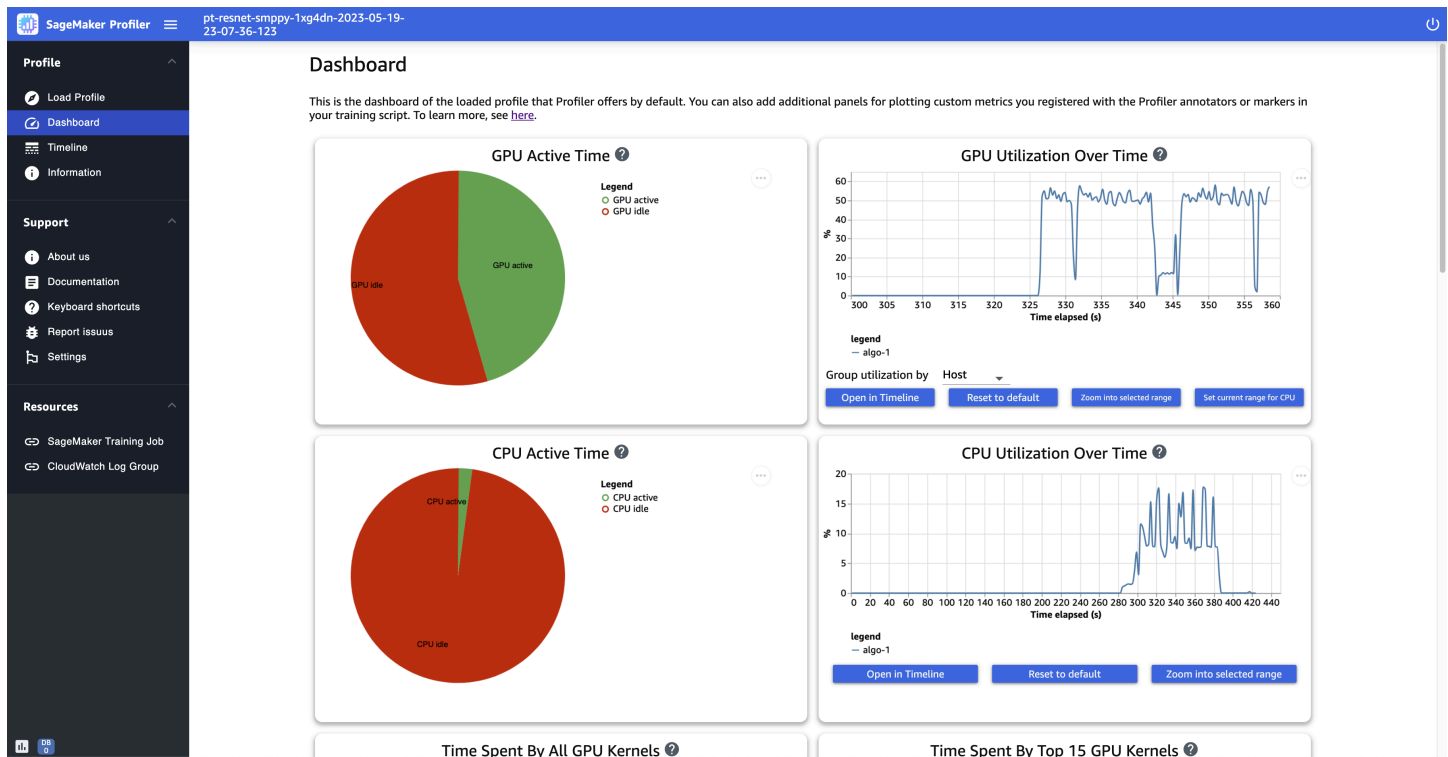 SageMaker Profiler
pt-resnet-smppy-1xg4dn-2023-05-19-
23-07-36-123
Profile
Load Profile
Dashboard
Timeline
Information
Support
About us
Documentation
Keyboard shortcuts
Report issuus
Settings
Resources
SageMaker Training Job
CloudWatch Log Group
DB
0
Dashboard
This is the dashboard of the loaded profile that Profiler offers by default. You can also add additional panels for plotting custom metrics you registered with the Profiler annotators or markers in
your training script. To learn more, see here.
GPU Active Time ?
Legend
GPU active
GPU idle
GPU active
GPU idle
GPU Utilization Over Time ?
60
50
40
30
20
10
0
%
300 305 310 315 320 325 330 335 340 345 350 355 360
Time elapsed (s)
legend
algo-1
Group utilization by Host
Open in Timeline Reset to default Zoom into selected range Set current range for CPU
CPU Active Time ?
Legend
CPU active
CPU idle
CPU active
CPU idle
CPU Utilization Over Time ?
20
15
10
5
0
%
0 20 40 60 80 100 120 140 160 180 200 220 240 260 280 300 320 340 360 380 400 420 440
Time elapsed (s)
legend
algo-1
Open in Timeline Reset to default Zoom into selected range
Time Spent By All GPU Kernels ?
Time Spent By Top 15 GPU Kernels ?